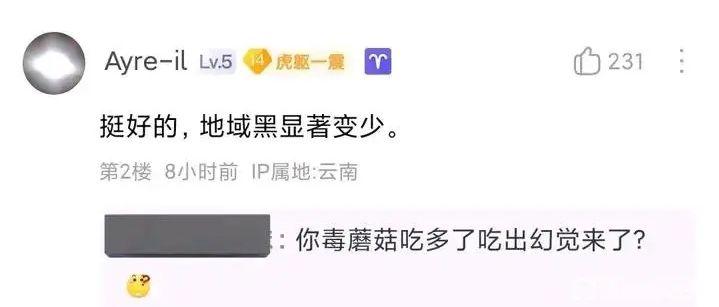 Ayre-il Lv.5 14 虎躯一震 231
挺好的，地域黑显著变少。
第2楼 8小时前 IP属地:云南
: 你毒蘑菇吃多了吃出幻觉来了?